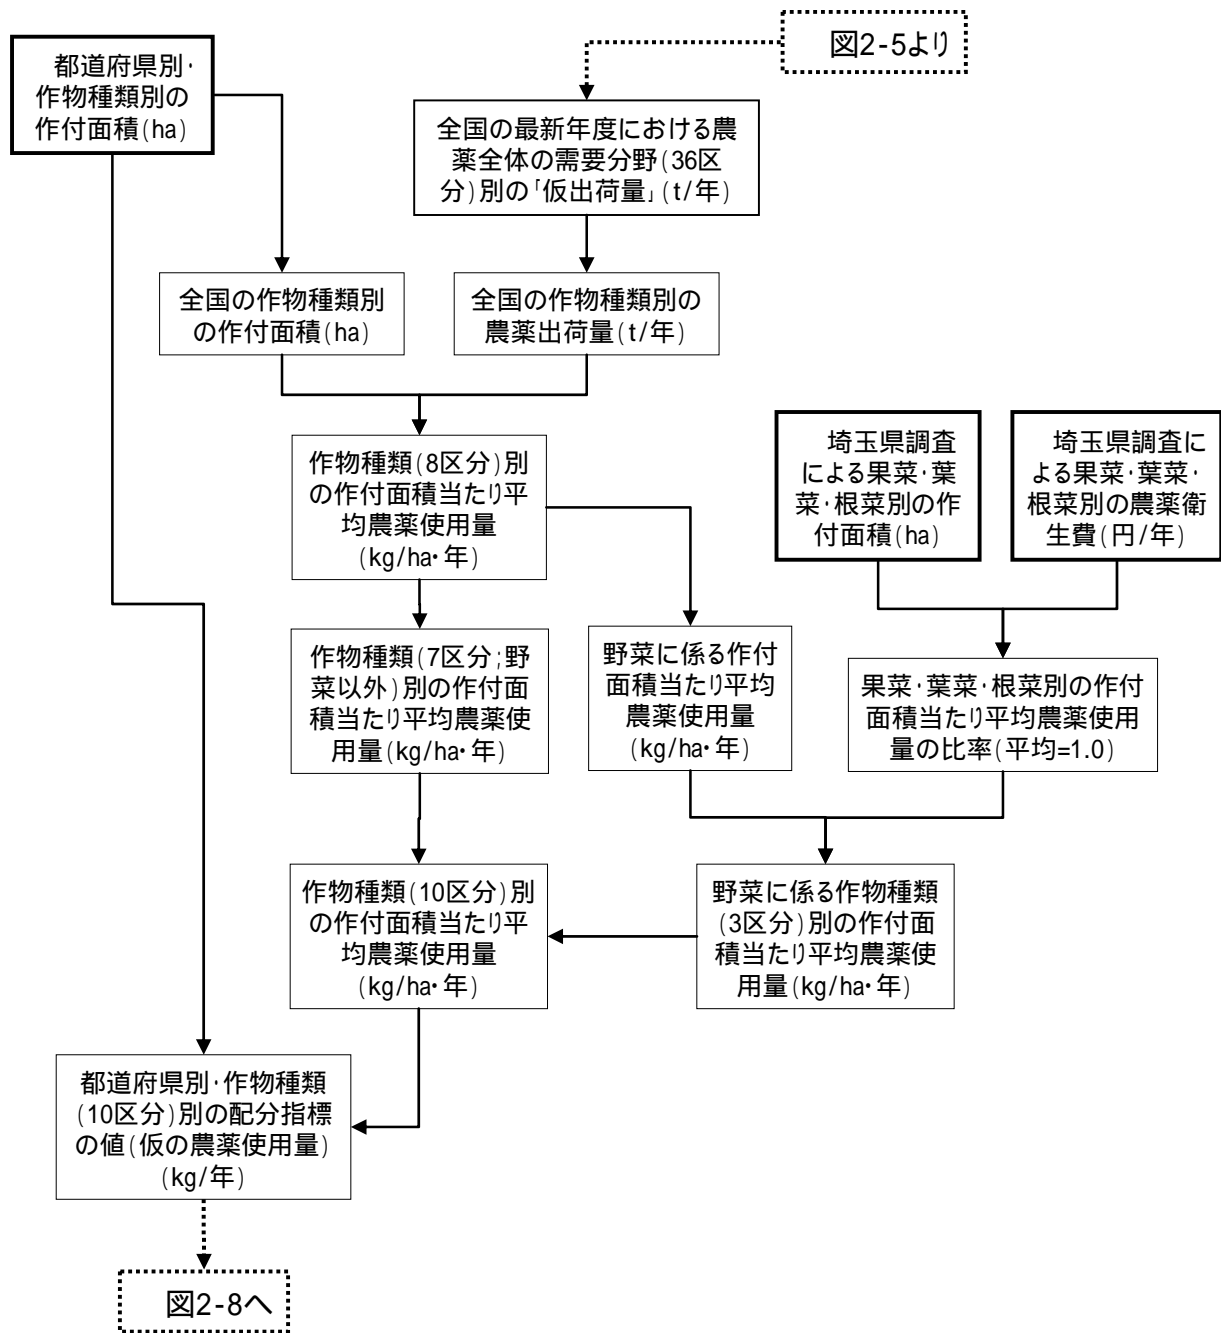 図2-5より
都道府県別・
作物種類別の
作付面積(ha)
全国の最新年度における農
薬全体の需要分野(36区
分)別の「仮出荷量」(t/年)
全国の作物種類別
の作付面積(ha)
全国の作物種類別の
農薬出荷量(t/年)
作物種類(8区分)別
の作付面積当たり平
均農薬使用量
(kg/ha・年)
埼玉県調査
による果菜・葉
菜・根菜別の作
付面積(ha)
埼玉県調査に
よる果菜・葉菜・
根菜別の農薬衛
生費(円/年)
作物種類(7区分;野
菜以外)別の作付面
積当たり平均農薬使
用量(kg/ha・年)
野菜に係る作付
面積当たり平均
農薬使用量
(kg/ha・年)
果菜・葉菜・根菜別の作付
面積当たり平均農薬使用
量の比率(平均=1.0)
作物種類(10区分)別
の作付面積当たり平
均農薬使用量
(kg/ha・年)
野菜に係る作物種類
(3区分)別の作付面
積当たり平均農薬使
用量(kg/ha・年)
都道府県別・作物種類
(10区分)別の配分指標
の値(仮の農薬使用量)
(kg/年)
図2-8へ